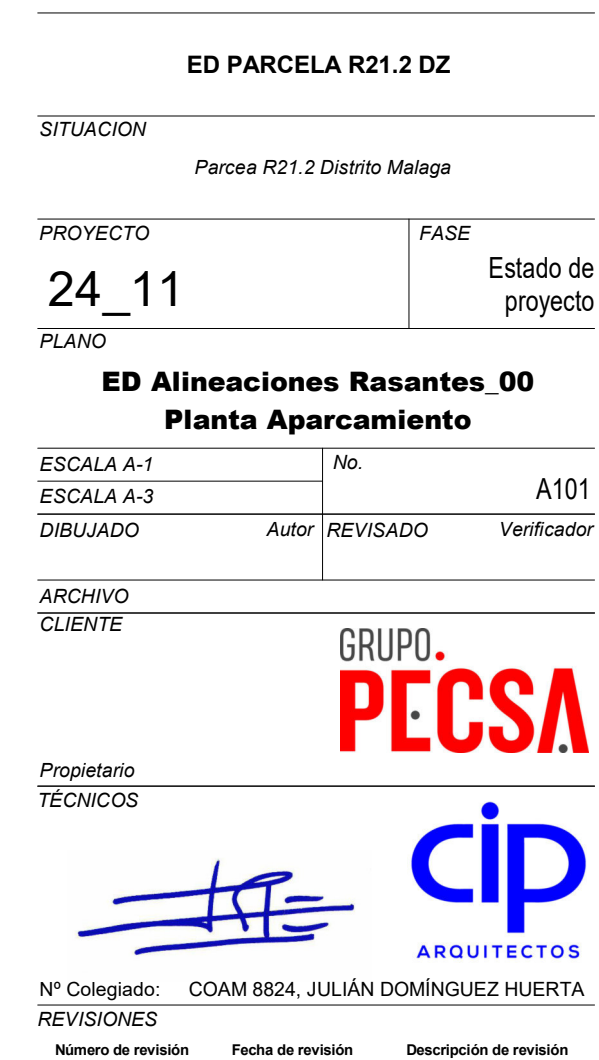 ED PARCELA R21.2 DZ
SITUACION
Parcea R21.2 Distrito Malaga
PROYECTO
FASE
24_11
Estado de
proyecto
PLANO
ED Alineaciones Rasantes_00
Planta Aparcamiento
ESCALA A-1
No.
ESCALA A-3
A101
DIBUJADO Autor REVISADO Verificador
ARCHIVO
CLIENTE
GRUPO.
PECSA
Propietario
TÉCNICOS
cip
ARQUITECTOS
Nº Colegiado: COAM 8824, JULIÁN DOMÍNGUEZ HUERTA
REVISIONES
Número de revisión Fecha de revisión Descripción de revisión